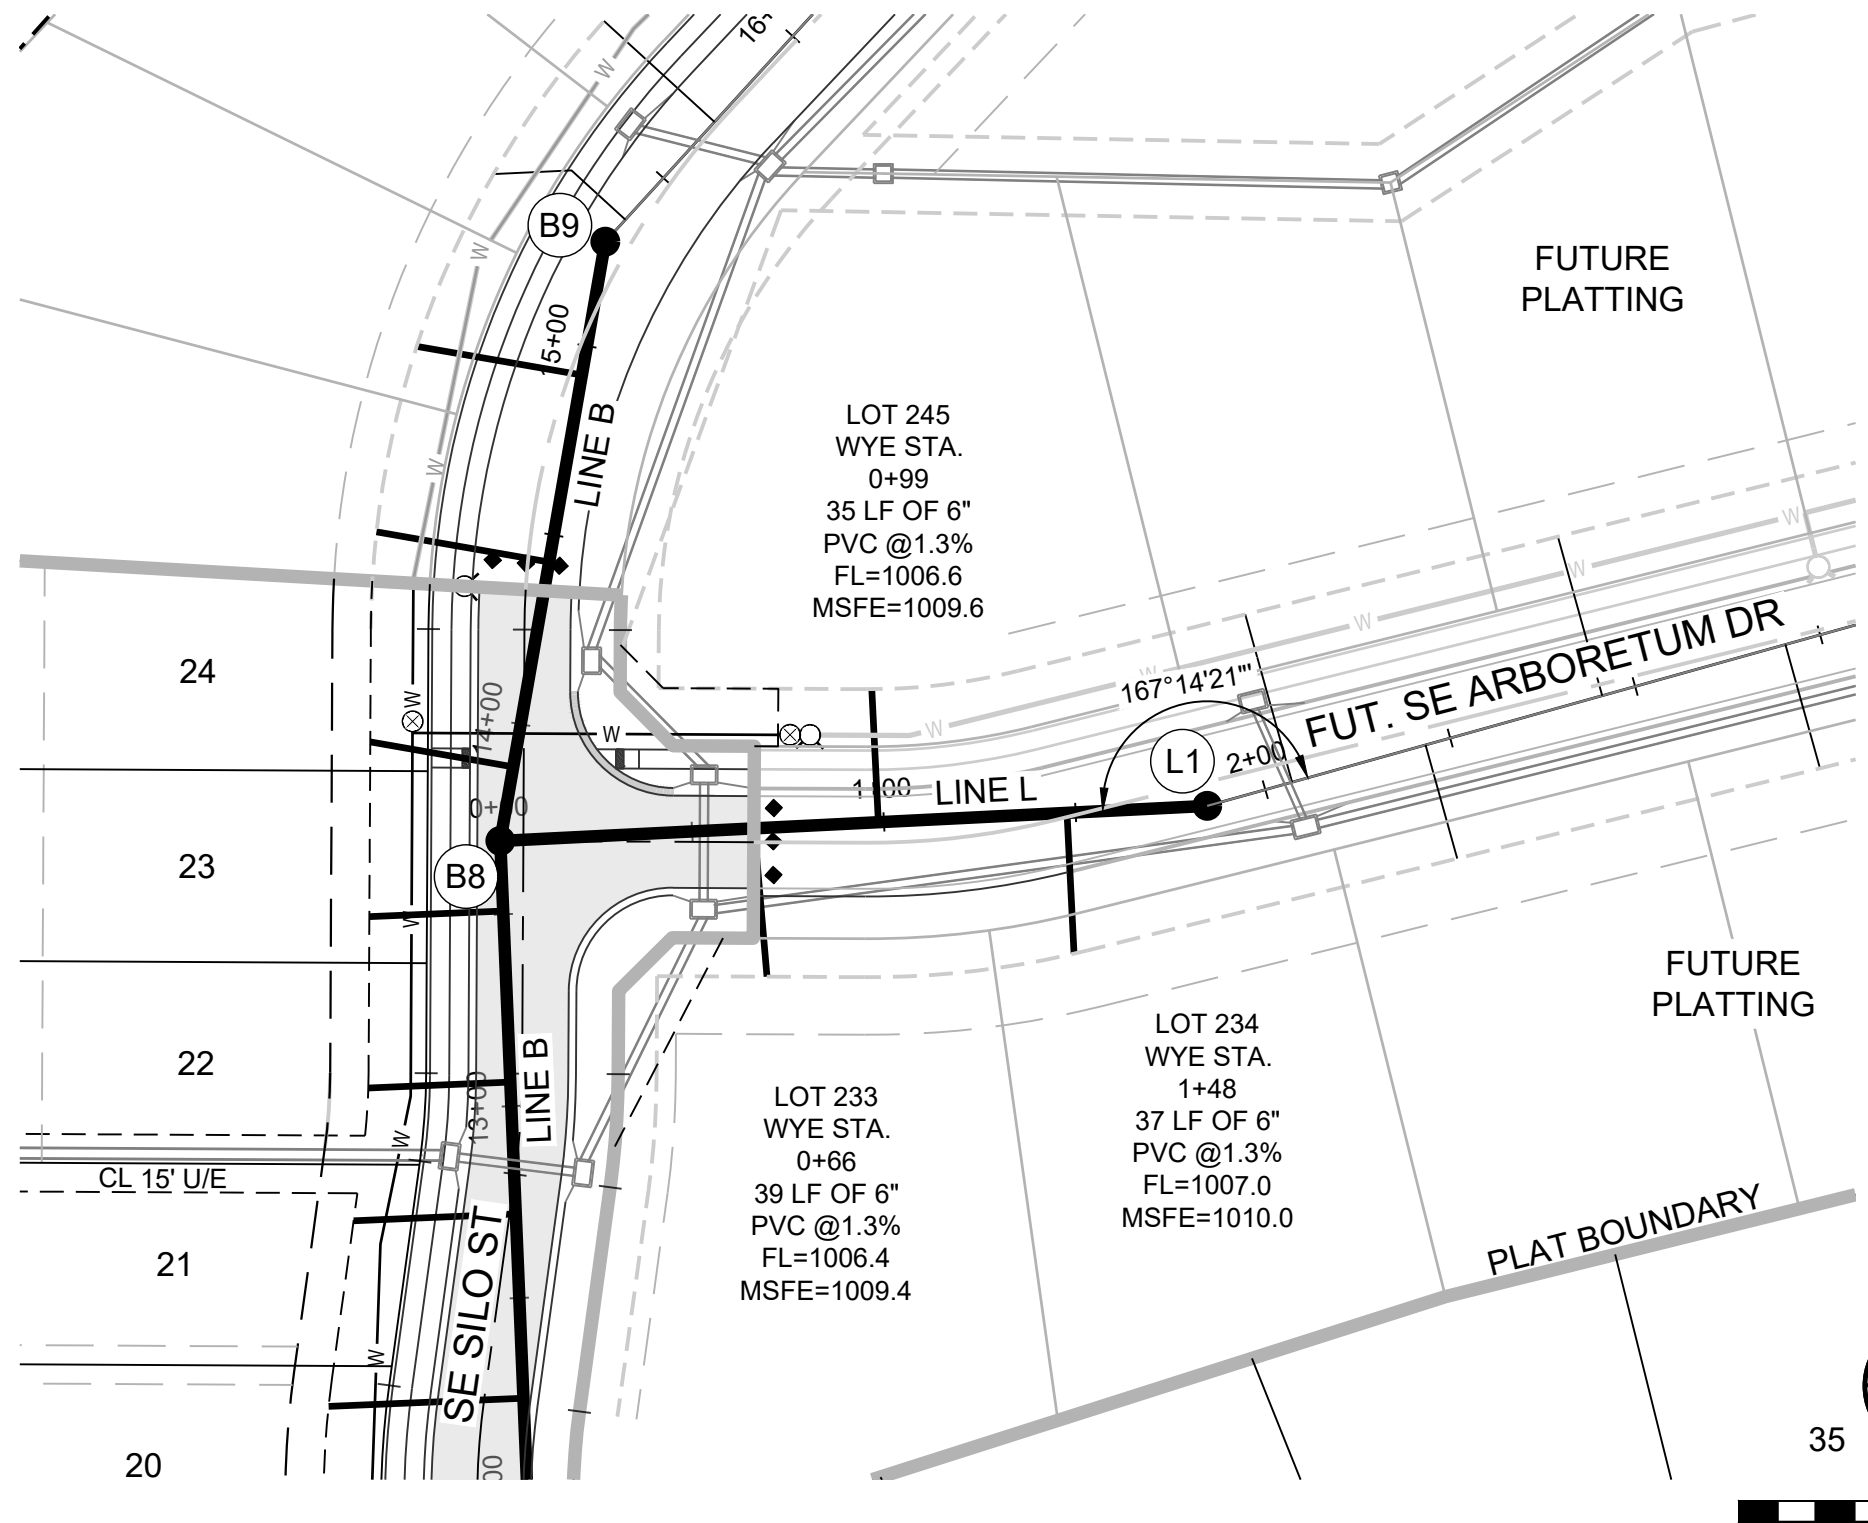 16+
B9
15+00
LINE B
FUTURE
PLATTING
LOT 245
WYE STA.
0+99
35 LF OF 6"
PVC @1.3%
FL=1006.6
MSFE=1009.6
W
W
W
W
W
W
W
24
W
14+00
W
W
167°14'21"'
FUT. SE ARBORETUM DR
L1
2+00
LINE L
B8
23
W
22
LINE B
13+00
W
CL 15' U/E
21
SE SILO ST
W
20
00
LOT 233
WYE STA.
0+66
39 LF OF 6"
PVC @1.3%
FL=1006.4
MSFE=1009.4
LOT 234
WYE STA.
1+48
37 LF OF 6"
PVC @1.3%
FL=1007.0
MSFE=1010.0
FUTURE
PLATTING
PLAT BOUNDARY
35